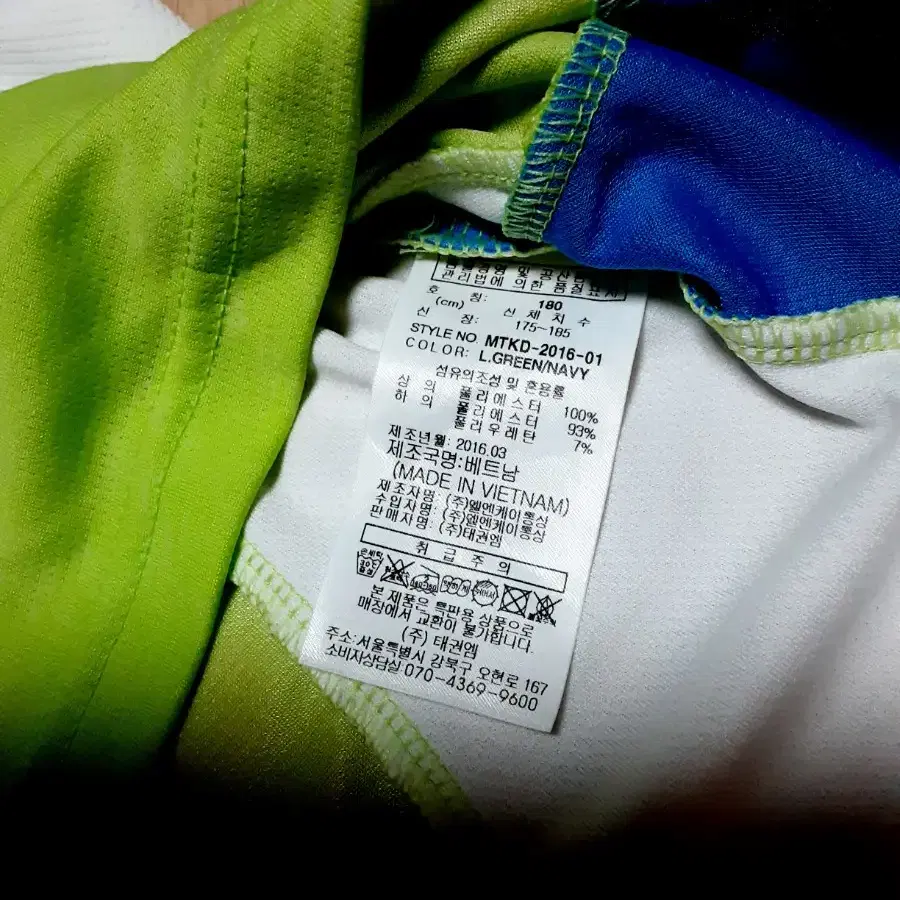 관리법에 의한 품질표시
호 칭: 180
(cm) 신 체 치 수
신 장: 175~185
STYLE NO. MTKD-2016-01
COLOR: L.GREEN/NAVY
섬유의조성 및 혼용률
상 의 폴리에스터 100%
하 의 폴리에스터 93%
폴리우레탄 7%
제조년월: 2016.03
제조국명:베트남
(MADE IN VIETNAM)
제조자명: (주)엘엔케이통상
수입자명: (주)엘엔케이통상
판매자명: (주)태권엠
취 급 주 의
본 제품은 특판용 상품으로
매장에서 교환이 불가합니다.
(주) 태권엠
주소:서울특별시 강북구 오현로 167
소비자상담실 070-4369-9600